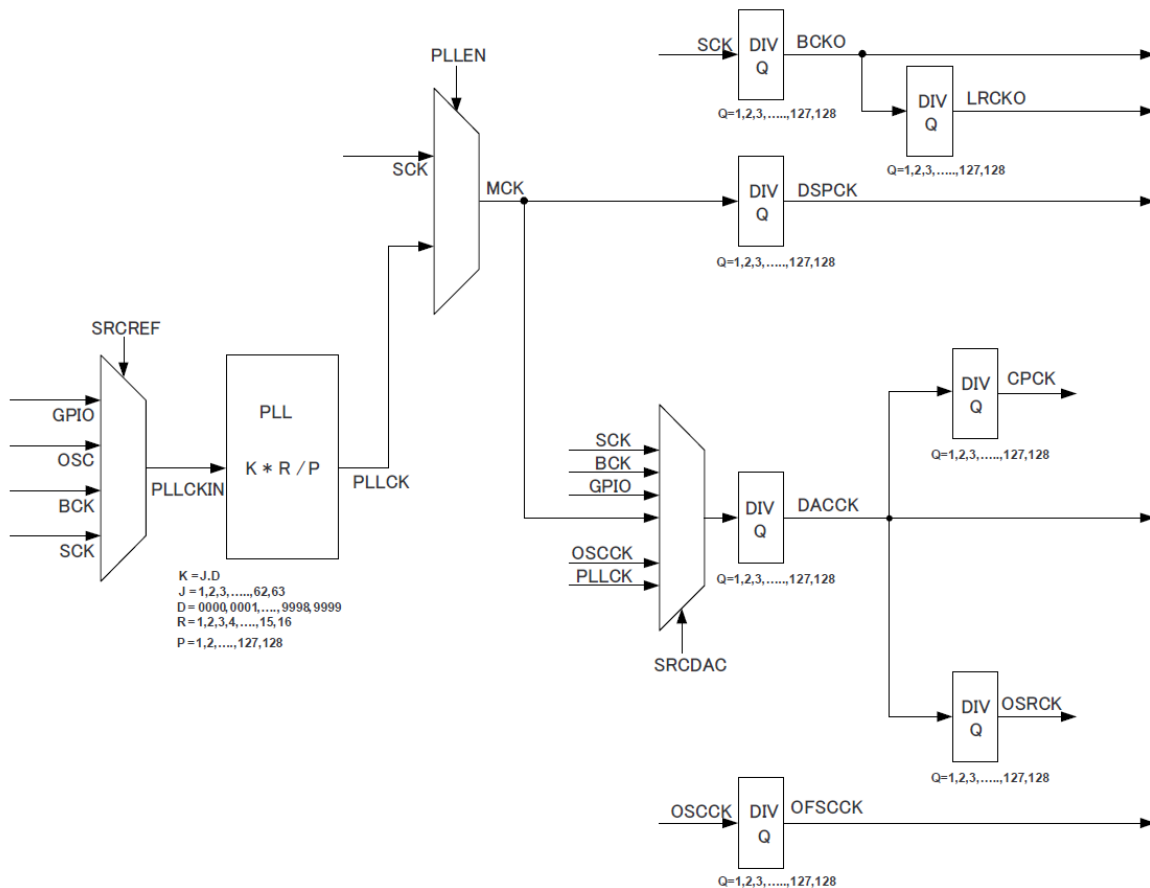 SCK
DIV
Q
BCKO
Q=1,2,3,.....,127,128
DIV
Q
LRCKO
Q=1,2,3,.....,127,128
PLLEN
SCK
MCK
DIV
Q
DSPCK
Q=1,2,3,.....,127,128
SRCREF
GPIO
OSC
BCK
SCK
PLLCKIN
PLL
K * R / P
PLLCK
K = J.D
J = 1,2,3,.....,62,63
D = 0000,0001,....,9998,9999
R = 1,2,3,4,....,15,16
P = 1,2,....,127,128
SCK
BCK
GPIO
OSCCK
PLLCK
SRCDAC
DIV
Q
DACCK
Q=1,2,3,.....,127,128
DIV
Q
CPCK
Q=1,2,3,.....,127,128
DIV
Q
OSRCK
Q=1,2,3,.....,127,128
OSCCK
DIV
Q
OFSCCK
Q=1,2,3,.....,127,128